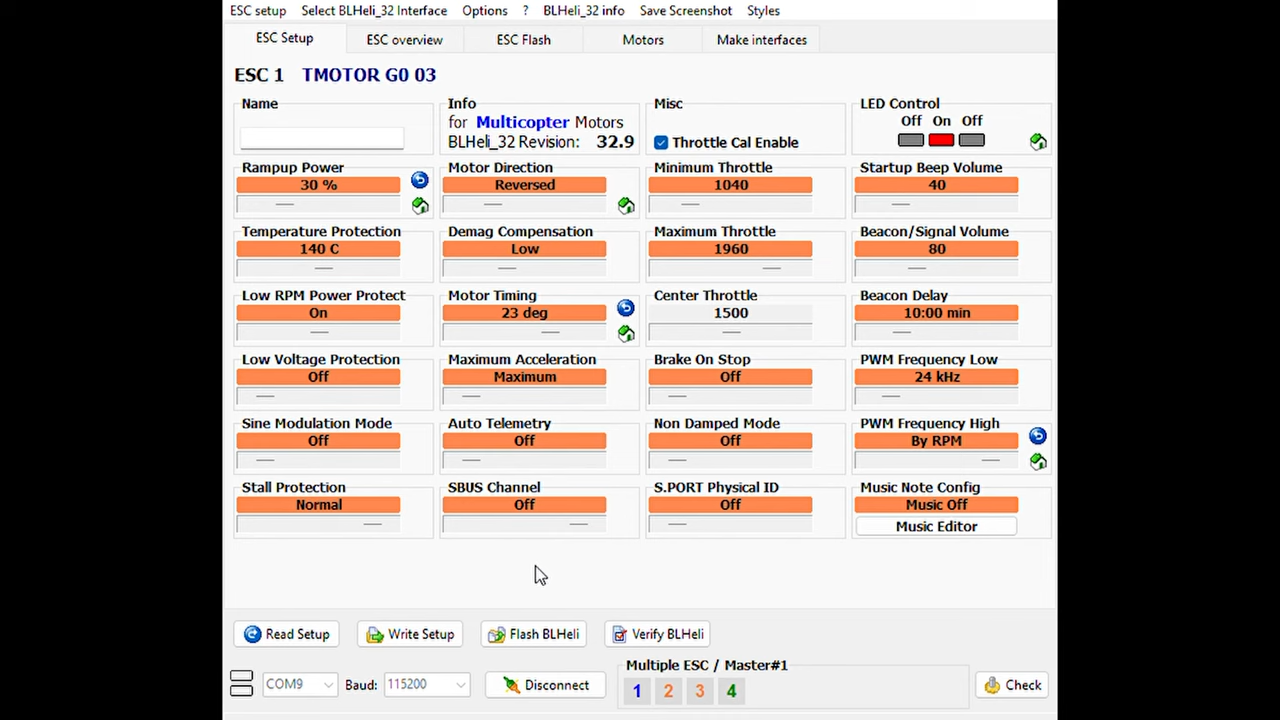 ESC setup Select BLHeli_32 Interface Options ? BLHeli_32 info Save Screenshot Styles
ESC Setup ESC overview ESC Flash Motors Make interfaces
ESC 1 TMOTOR G0 03
Name Info Misc LED Control
for Multicopter Motors Off On Off
BLHeli_32 Revision: 32.9 Throttle Cal Enable
Rampup Power Motor Direction Minimum Throttle Startup Beep Volume
30 % Reversed 1040 40
Temperature Protection Demag Compensation Maximum Throttle Beacon/Signal Volume
140 C Low 1960 80
Low RPM Power Protect Motor Timing Center Throttle Beacon Delay
On 23 deg 1500 10:00 min
Low Voltage Protection Maximum Acceleration Brake On Stop PWM Frequency Low
Off Maximum Off 24 kHz
Sine Modulation Mode Auto Telemetry Non Damped Mode PWM Frequency High
Off Off Off By RPM
Stall Protection SBUS Channel S.PORT Physical ID Music Note Config
Normal Off Off Music Off
Music Editor
Read Setup Write Setup Flash BLHeli Verify BLHeli
Multiple ESC / Master#1
COM9 Baud: 115200 Disconnect 1 2 3 4 Check